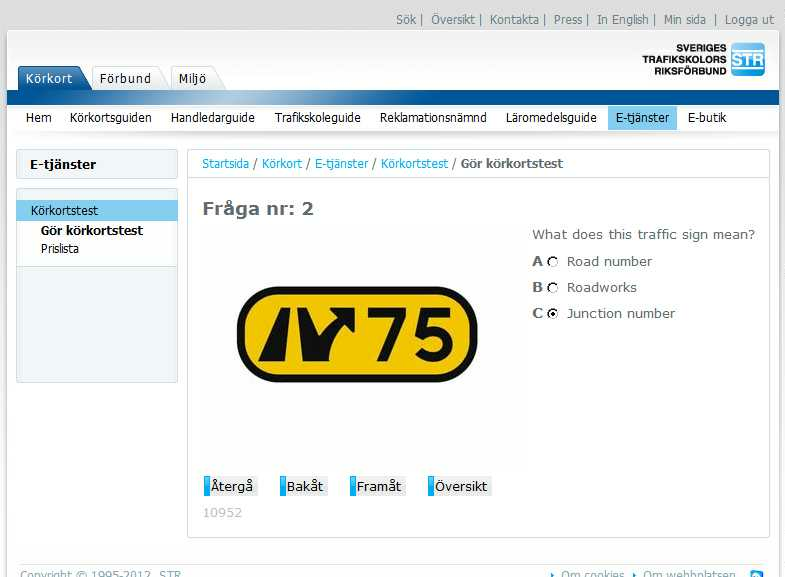 Sök | Översikt | Kontakta | Press | In English | Min sida | Logga ut
SVERIGES
TRAFIKSKOLORS
RIKSFÖRBUND
STR
Körkort Förbund Miljö
Hem Körkortsguiden Handledarguide Trafikskoleguide Reklamationsnämnd Läromedelsguide E-tjänster E-butik
E-tjänster
Körkortstest
Gör körkortstest
Prislista
Startsida / Körkort / E-tjänster / Körkortstest / Gör körkortstest
Fråga nr: 2
75
What does this traffic sign mean?
A Road number
B Roadworks
C Junction number
Återgå Bakåt Framåt Översikt
10952
Copyright © 1995-2012, STR
Om cookies Om webbplatsen